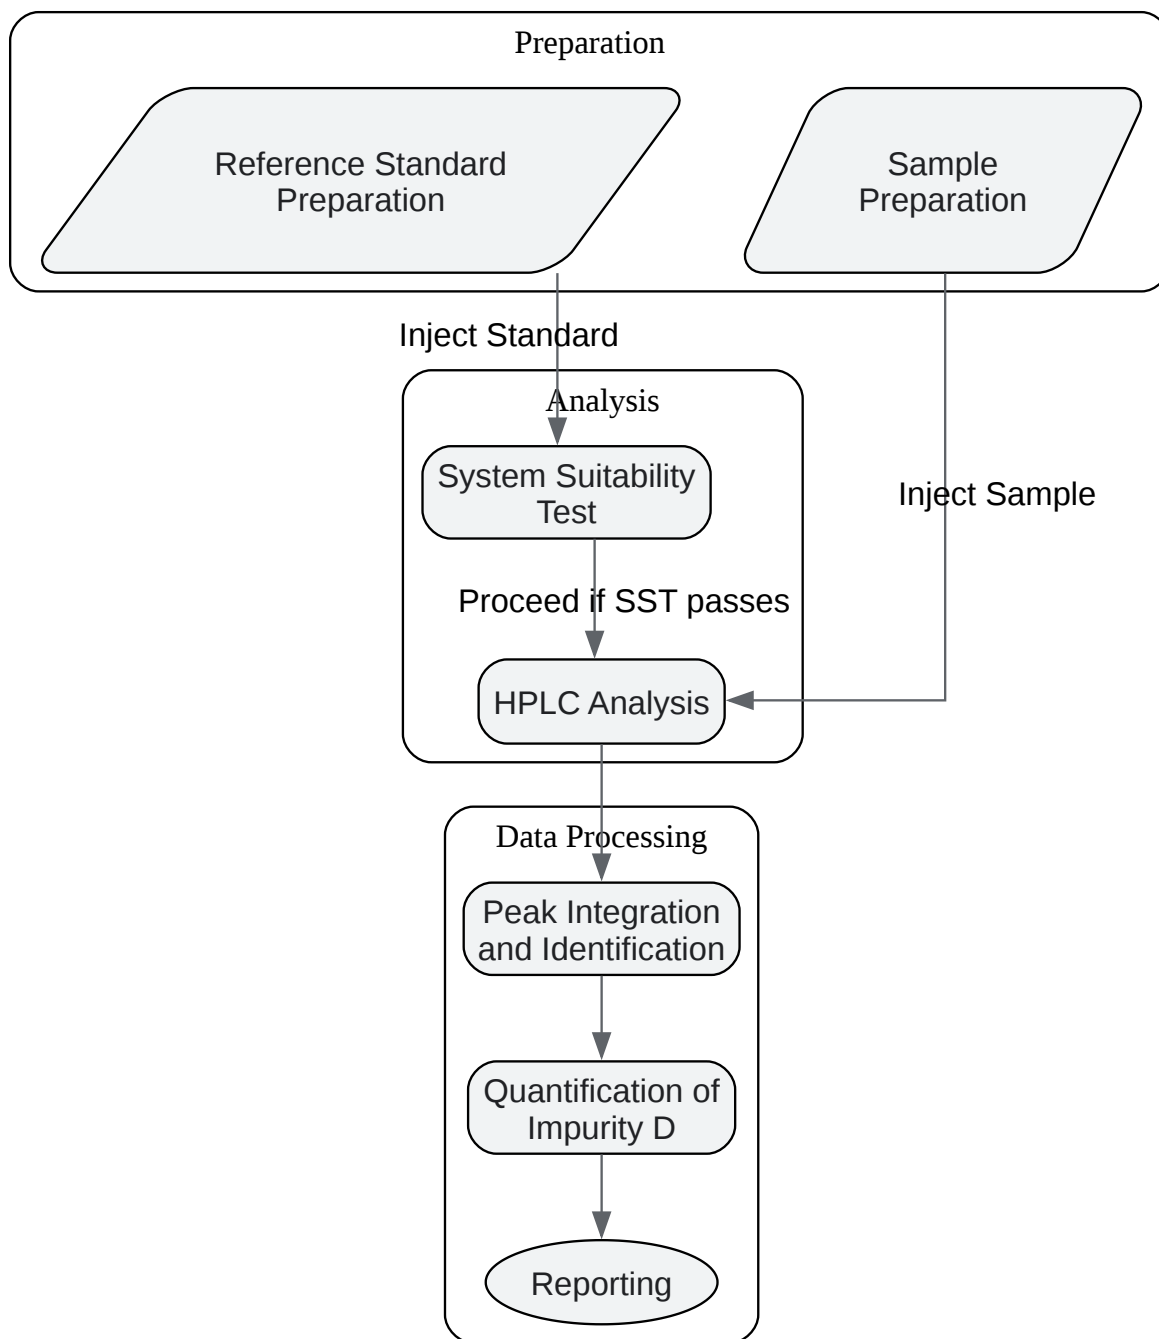 Preparation
Reference Standard
Preparation
Sample
Preparation
Inject Standard
Analysis
System Suitability
Test
Inject Sample
Proceed if SST passes
HPLC Analysis
Data Processing
Peak Integration
and Identification
Quantification of
Impurity D
Reporting